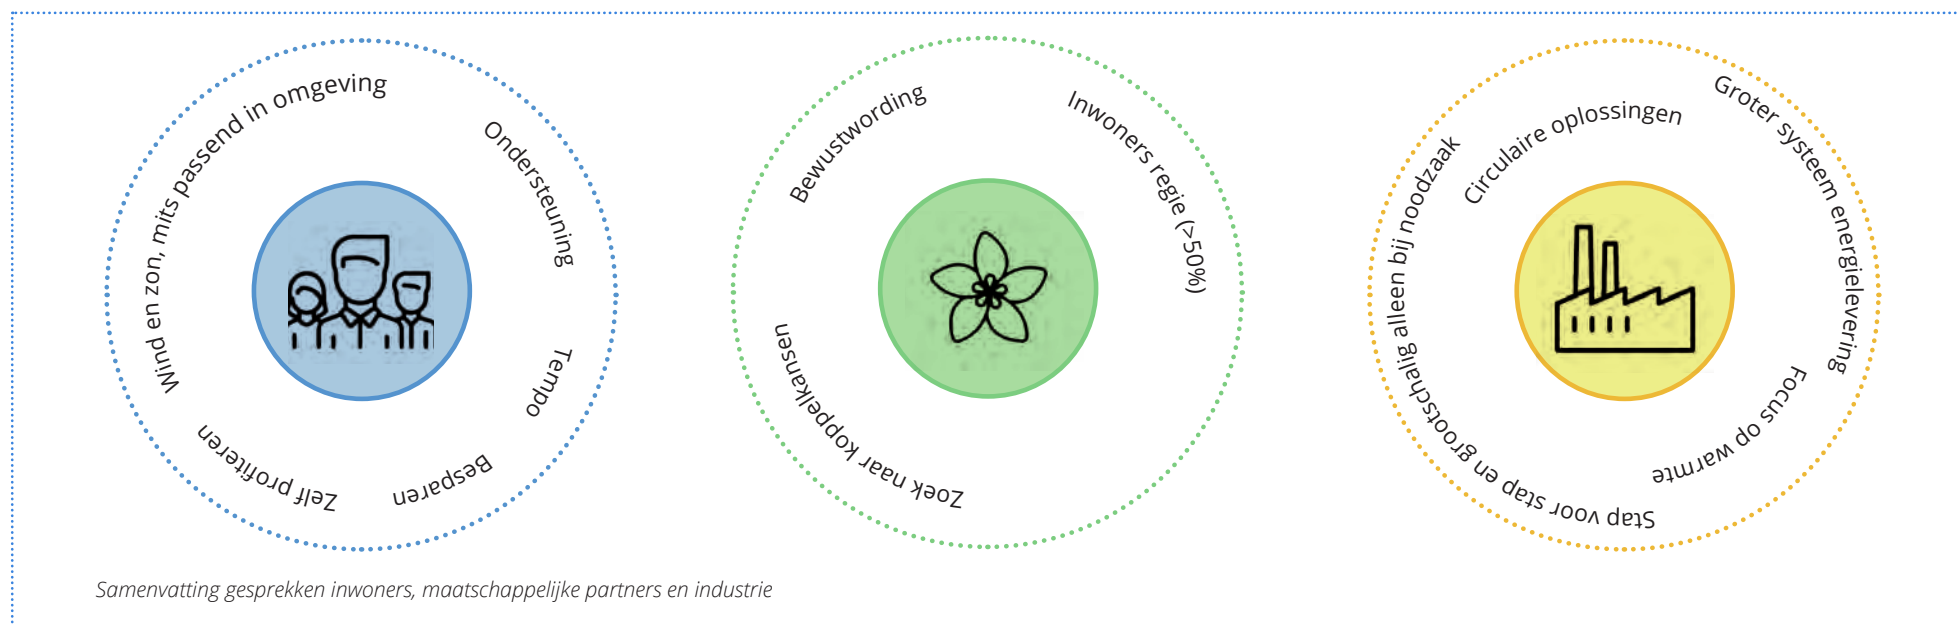 Wind en zon, mits passend in omgeving
Ondersteuning
Tempo
Besparen
Zelf profiteren
Bewustwording
Inwoners regie (>50%)
Zoek naar koppelkansen
Circulaire oplossingen
Groter systeem energielevering
Focus op warmte
Stap voor stap en grootschalig alleen bij noodzaak
Samenvatting gesprekken inwoners, maatschappelijke partners en industrie